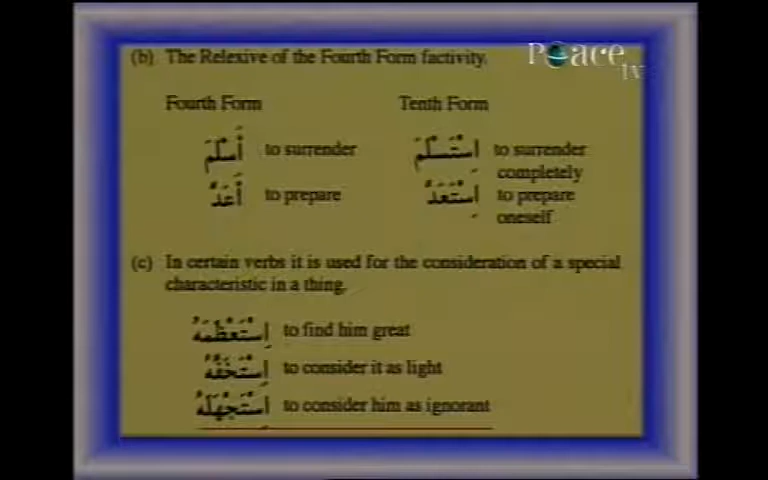 (b) The Relexive of the Fourth Form factivity.
Peace TV
Fourth Form Tenth Form
أَسْلَمَ to surrender اِسْتَسْلَمَ to surrender
completely
أَعَدَّ to prepare اِسْتَعَدَّ to prepare
oneself
(c) In certain verbs it is used for the consideration of a special
characteristic in a thing.
اِسْتَعْظَمَهُ to find him great
اِسْتَخَفَّهُ to consider it as light
اِسْتَجْهَلَهُ to consider him as ignorant